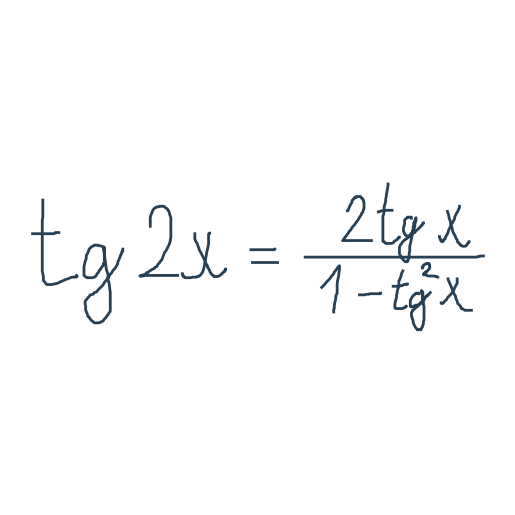 tg 2x = 2tg x / 1 - tg²x